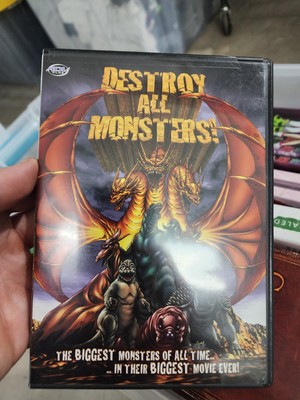 DESTROY
ALL
MONSTERS!
THE BIGGEST MONSTERS OF ALL TIME...
... IN THEIR BIGGEST MOVIE EVER!